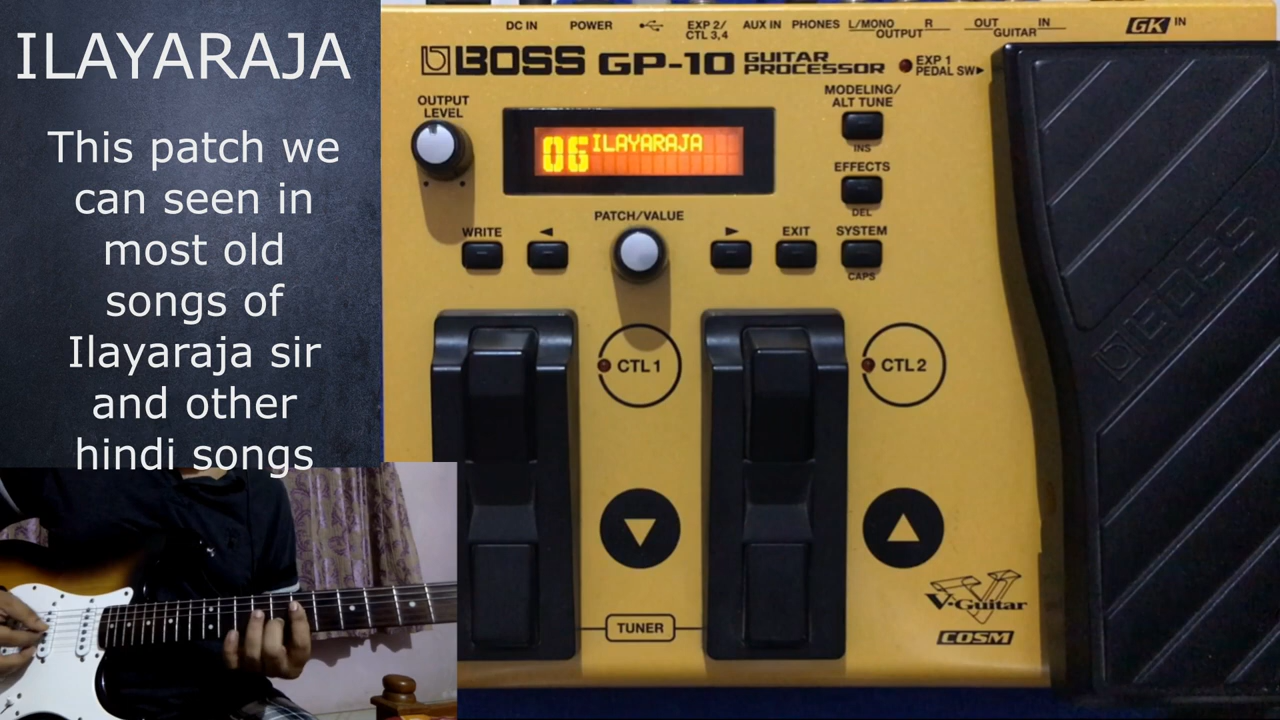 ILAYARAJA
This patch we
can seen in
most old
songs of
Ilayaraja sir
and other
hindi songs
DC IN POWER EXP 2/ CTL 3,4 AUX IN PHONES L/MONO R OUTPUT OUT IN GUITAR GK IN
BOSS GP-10 GUITAR PROCESSOR
EXP 1
PEDAL SW
OUTPUT
LEVEL
MODELING/
ALT TUNE
INS
06 ILAYARAJA
EFFECTS
DEL
PATCH/VALUE
WRITE
EXIT
SYSTEM
CAPS
CTL 1
CTL 2
BOSS
V-Guitar
COSM
TUNER